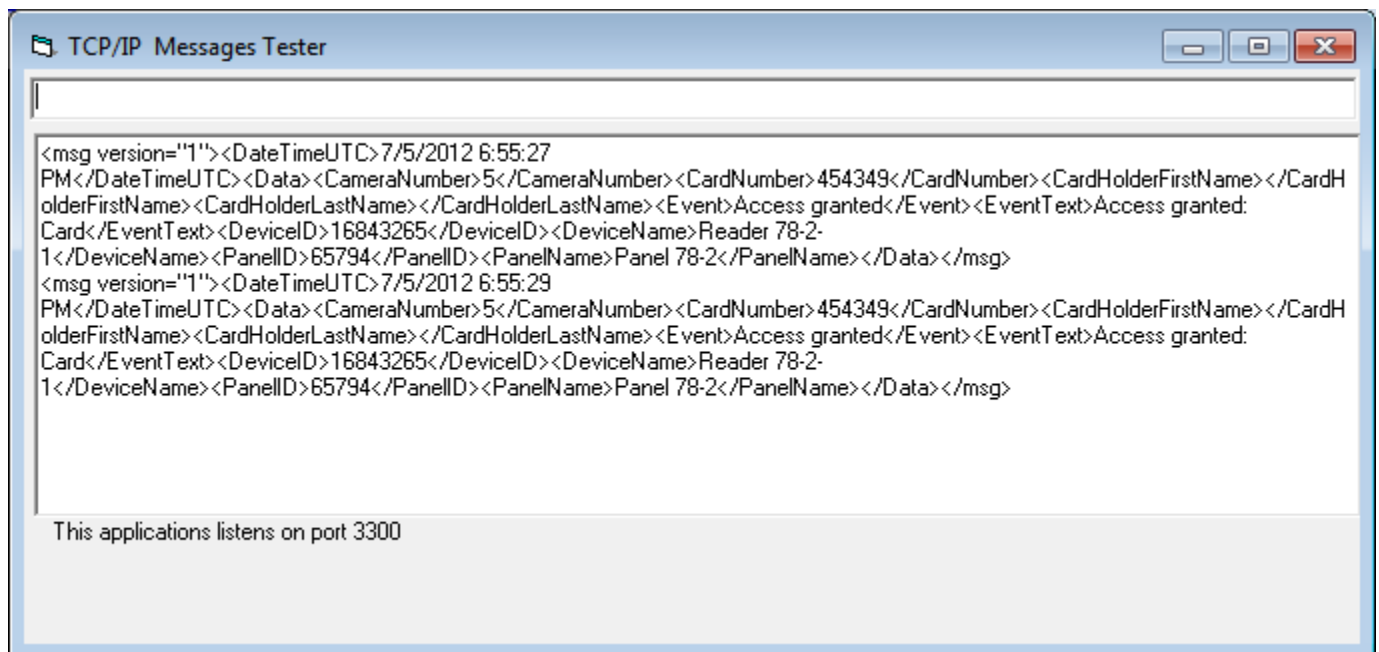 TCP/IP  Messages Tester
<msg version="1"><DateTimeUTC>7/5/2012 6:55:27
PM</DateTimeUTC><Data><CameraNumber>5</CameraNumber><CardNumber>454349</CardNumber><CardHolderFirstName></CardH
olderFirstName><CardHolderLastName></CardHolderLastName><Event>Access granted</Event><EventText>Access granted:
Card</EventText><DeviceID>16843265</DeviceID><DeviceName>Reader 78-2-
1</DeviceName><PanelID>65794</PanelID><PanelName>Panel 78-2</PanelName></Data></msg>
<msg version="1"><DateTimeUTC>7/5/2012 6:55:29
PM</DateTimeUTC><Data><CameraNumber>5</CameraNumber><CardNumber>454349</CardNumber><CardHolderFirstName></CardH
olderFirstName><CardHolderLastName></CardHolderLastName><Event>Access granted</Event><EventText>Access granted:
Card</EventText><DeviceID>16843265</DeviceID><DeviceName>Reader 78-2-
1</DeviceName><PanelID>65794</PanelID><PanelName>Panel 78-2</PanelName></Data></msg>
This applications listens on port 3300